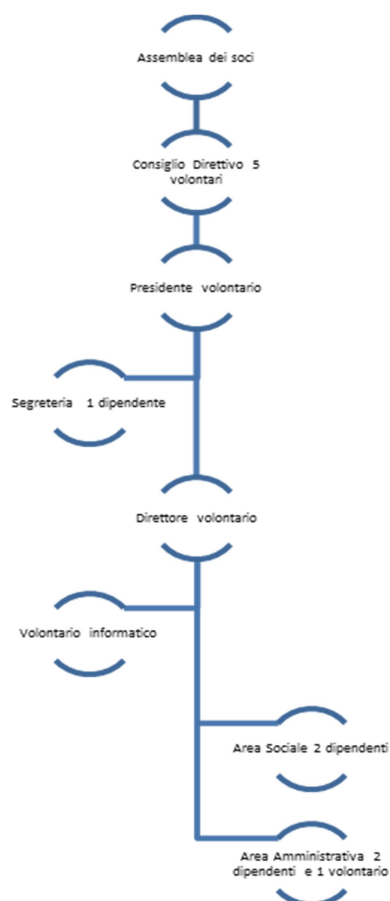 Assemblea dei soci
Consiglio Direttivo 5
volontari
Presidente volontario
Segreteria 1 dipendente
Direttore volontario
Volontario informatico
Area Sociale 2 dipendenti
Area Amministrativa 2
dipendenti e 1 volontario